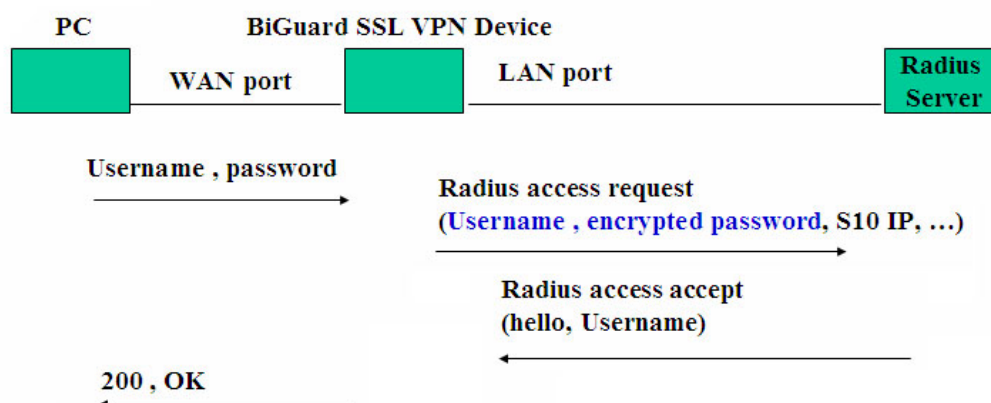 PC
BiGuard SSL VPN Device
WAN port
LAN port
Radius
Server
Username , password
Radius access request
(Username , encrypted password, S10 IP, …)
Radius access accept
(hello, Username)
200 , OK